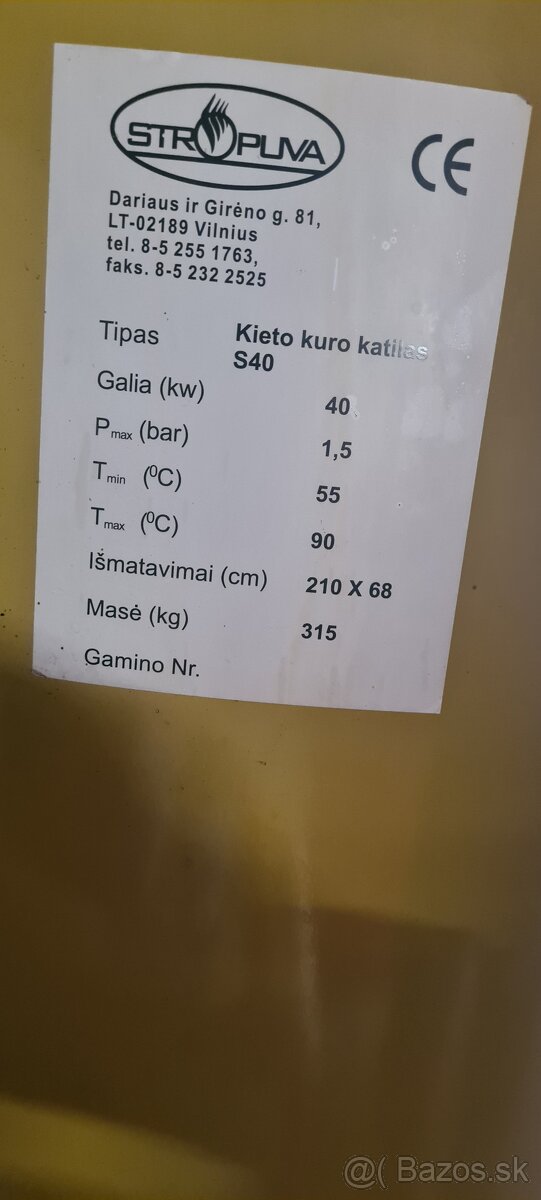 STROPUVA
CE
Dariaus ir Girėno g. 81,
LT-02189 Vilnius
tel. 8-5 255 1763,
faks. 8-5 232 2525
Tipas Kieto kuro katilas
S40
Galia (kw) 40
Pmax (bar) 1,5
Tmin (⁰C) 55
Tmax (⁰C) 90
Išmatavimai (cm) 210 X 68
Masė (kg) 315
Gamino Nr.
@( Bazos.sk